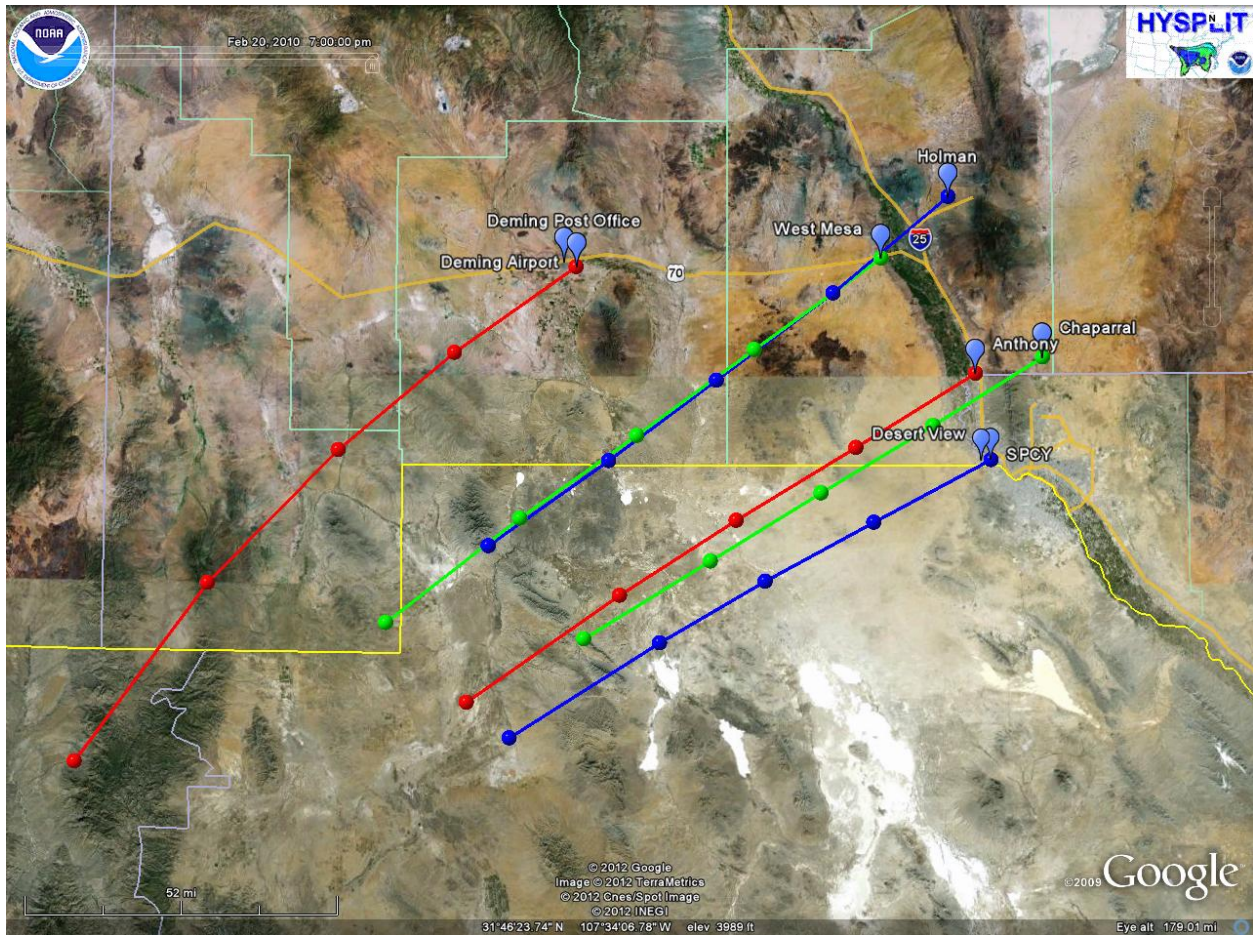 NOAA
Feb 20, 2010 7:00:00 pm
HYSPLIT
N
NOAA
Holman
Deming Post Office
West Mesa
25
Deming Airport
70
Chaparral
Anthony
Desert View
SPCY
© 2012 Google
Image © 2012 TerraMetrics
© 2012 Cnes/Spot Image
© 2012 INEGI
©2009 Google
52 mi
31°46'23.74" N 107°34'06.78" W elev 3989 ft
Eye alt 179.01 mi